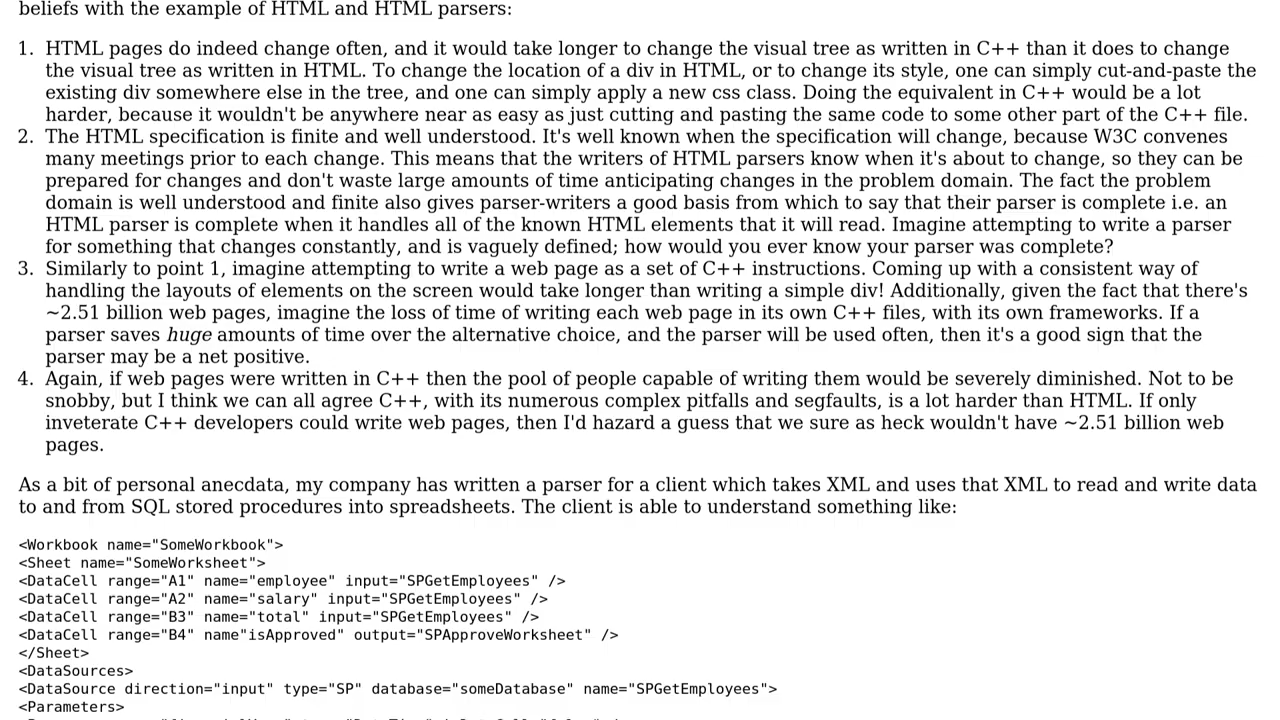 beliefs with the example of HTML and HTML parsers:
1. HTML pages do indeed change often, and it would take longer to change the visual tree as written in C++ than it does to change
the visual tree as written in HTML. To change the location of a div in HTML, or to change its style, one can simply cut-and-paste the
existing div somewhere else in the tree, and one can simply apply a new css class. Doing the equivalent in C++ would be a lot
harder, because it wouldn't be anywhere near as easy as just cutting and pasting the same code to some other part of the C++ file.
2. The HTML specification is finite and well understood. It's well known when the specification will change, because W3C convenes
many meetings prior to each change. This means that the writers of HTML parsers know when it's about to change, so they can be
prepared for changes and don't waste large amounts of time anticipating changes in the problem domain. The fact the problem
domain is well understood and finite also gives parser-writers a good basis from which to say that their parser is complete i.e. an
HTML parser is complete when it handles all of the known HTML elements that it will read. Imagine attempting to write a parser
for something that changes constantly, and is vaguely defined; how would you ever know your parser was complete?
3. Similarly to point 1, imagine attempting to write a web page as a set of C++ instructions. Coming up with a consistent way of
handling the layouts of elements on the screen would take longer than writing a simple div! Additionally, given the fact that there's
~2.51 billion web pages, imagine the loss of time of writing each web page in its own C++ files, with its own frameworks. If a
parser saves huge amounts of time over the alternative choice, and the parser will be used often, then it's a good sign that the
parser may be a net positive.
4. Again, if web pages were written in C++ then the pool of people capable of writing them would be severely diminished. Not to be
snobby, but I think we can all agree C++, with its numerous complex pitfalls and segfaults, is a lot harder than HTML. If only
inveterate C++ developers could write web pages, then I'd hazard a guess that we sure as heck wouldn't have ~2.51 billion web
pages.
As a bit of personal anecdata, my company has written a parser for a client which takes XML and uses that XML to read and write data
to and from SQL stored procedures into spreadsheets. The client is able to understand something like:
<Workbook name="SomeWorkbook">
<Sheet name="SomeWorksheet">
<DataCell range="A1" name="employee" input="SPGetEmployees" />
<DataCell range="A2" name="salary" input="SPGetEmployees" />
<DataCell range="B3" name="total" input="SPGetEmployees" />
<DataCell range="B4" name"isApproved" output="SPApproveWorksheet" />
</Sheet>
<DataSources>
<DataSource direction="input" type="SP" database="someDatabase" name="SPGetEmployees">
<Parameters>